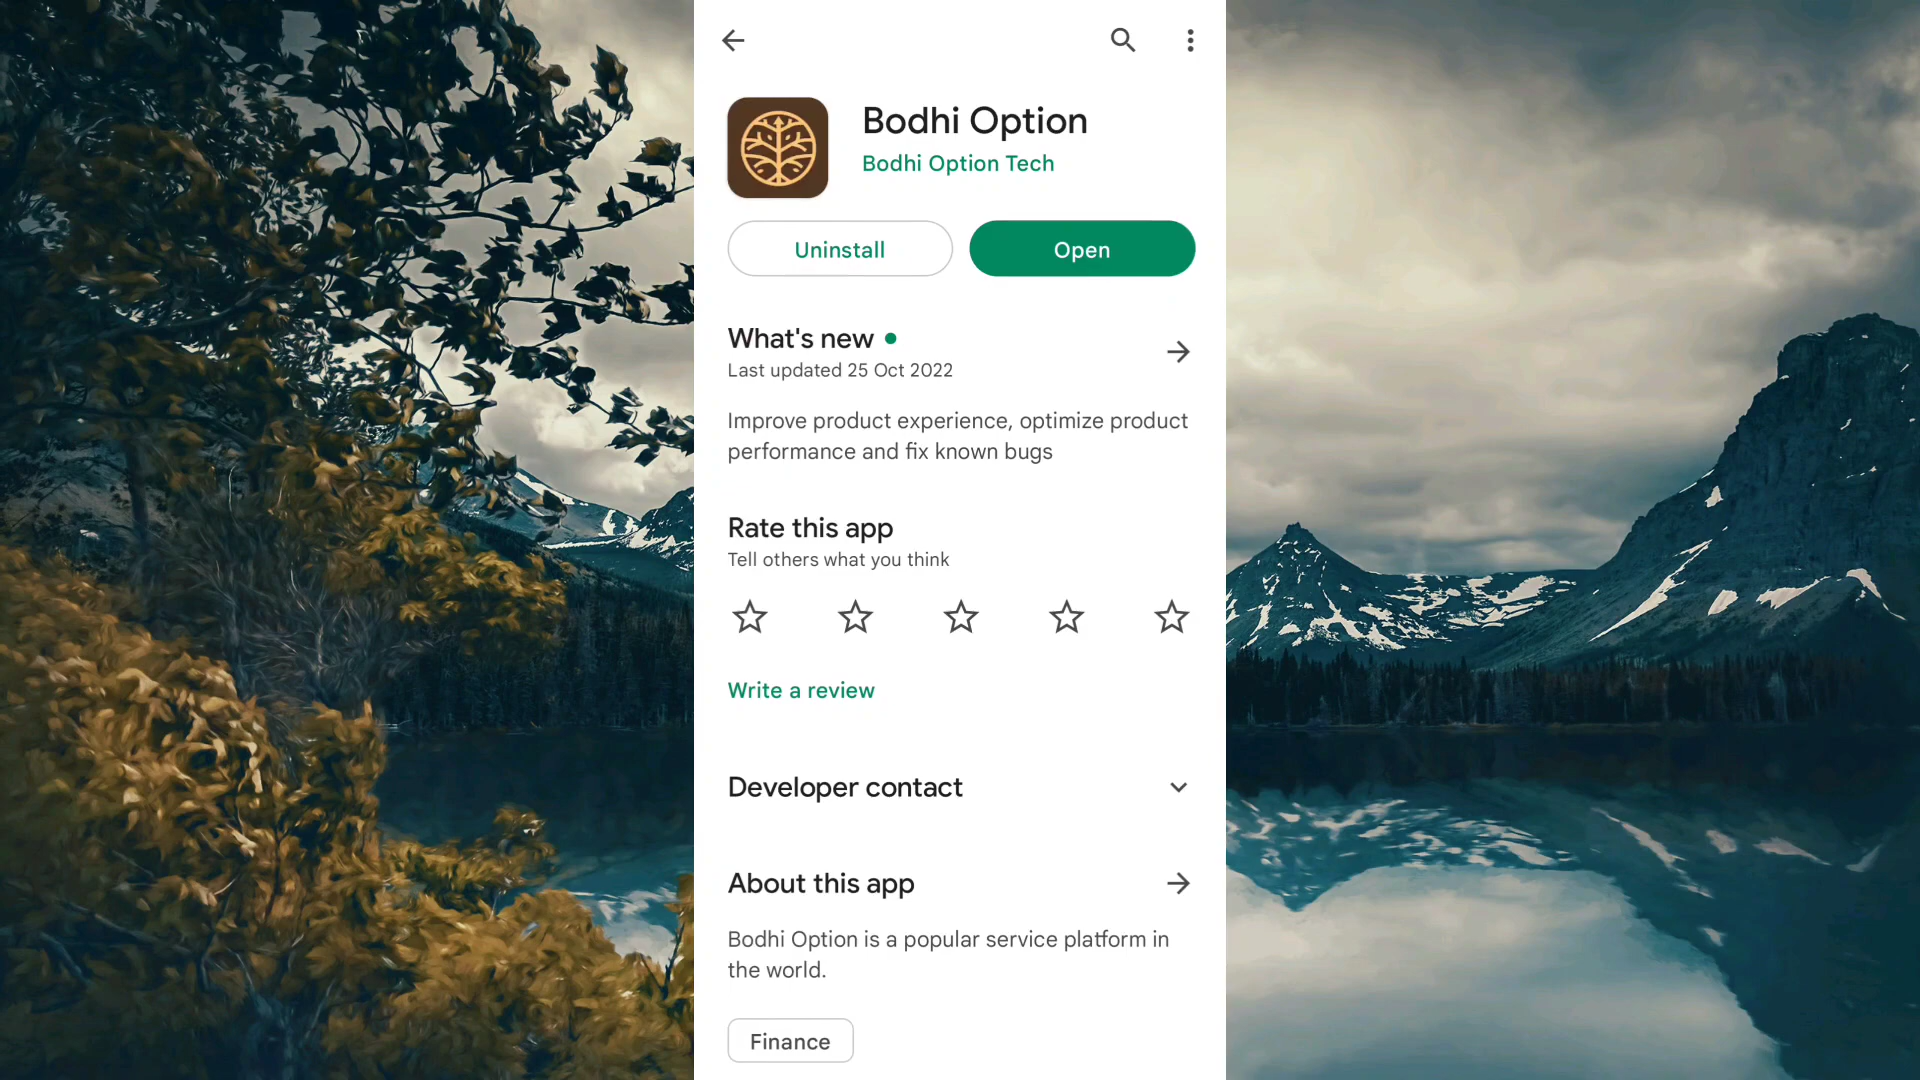 Bodhi Option
Bodhi Option Tech
Uninstall
Open
What's new
Last updated 25 Oct 2022
Improve product experience, optimize product
performance and fix known bugs
Rate this app
Tell others what you think
Write a review
Developer contact
About this app
Bodhi Option is a popular service platform in
the world.
Finance